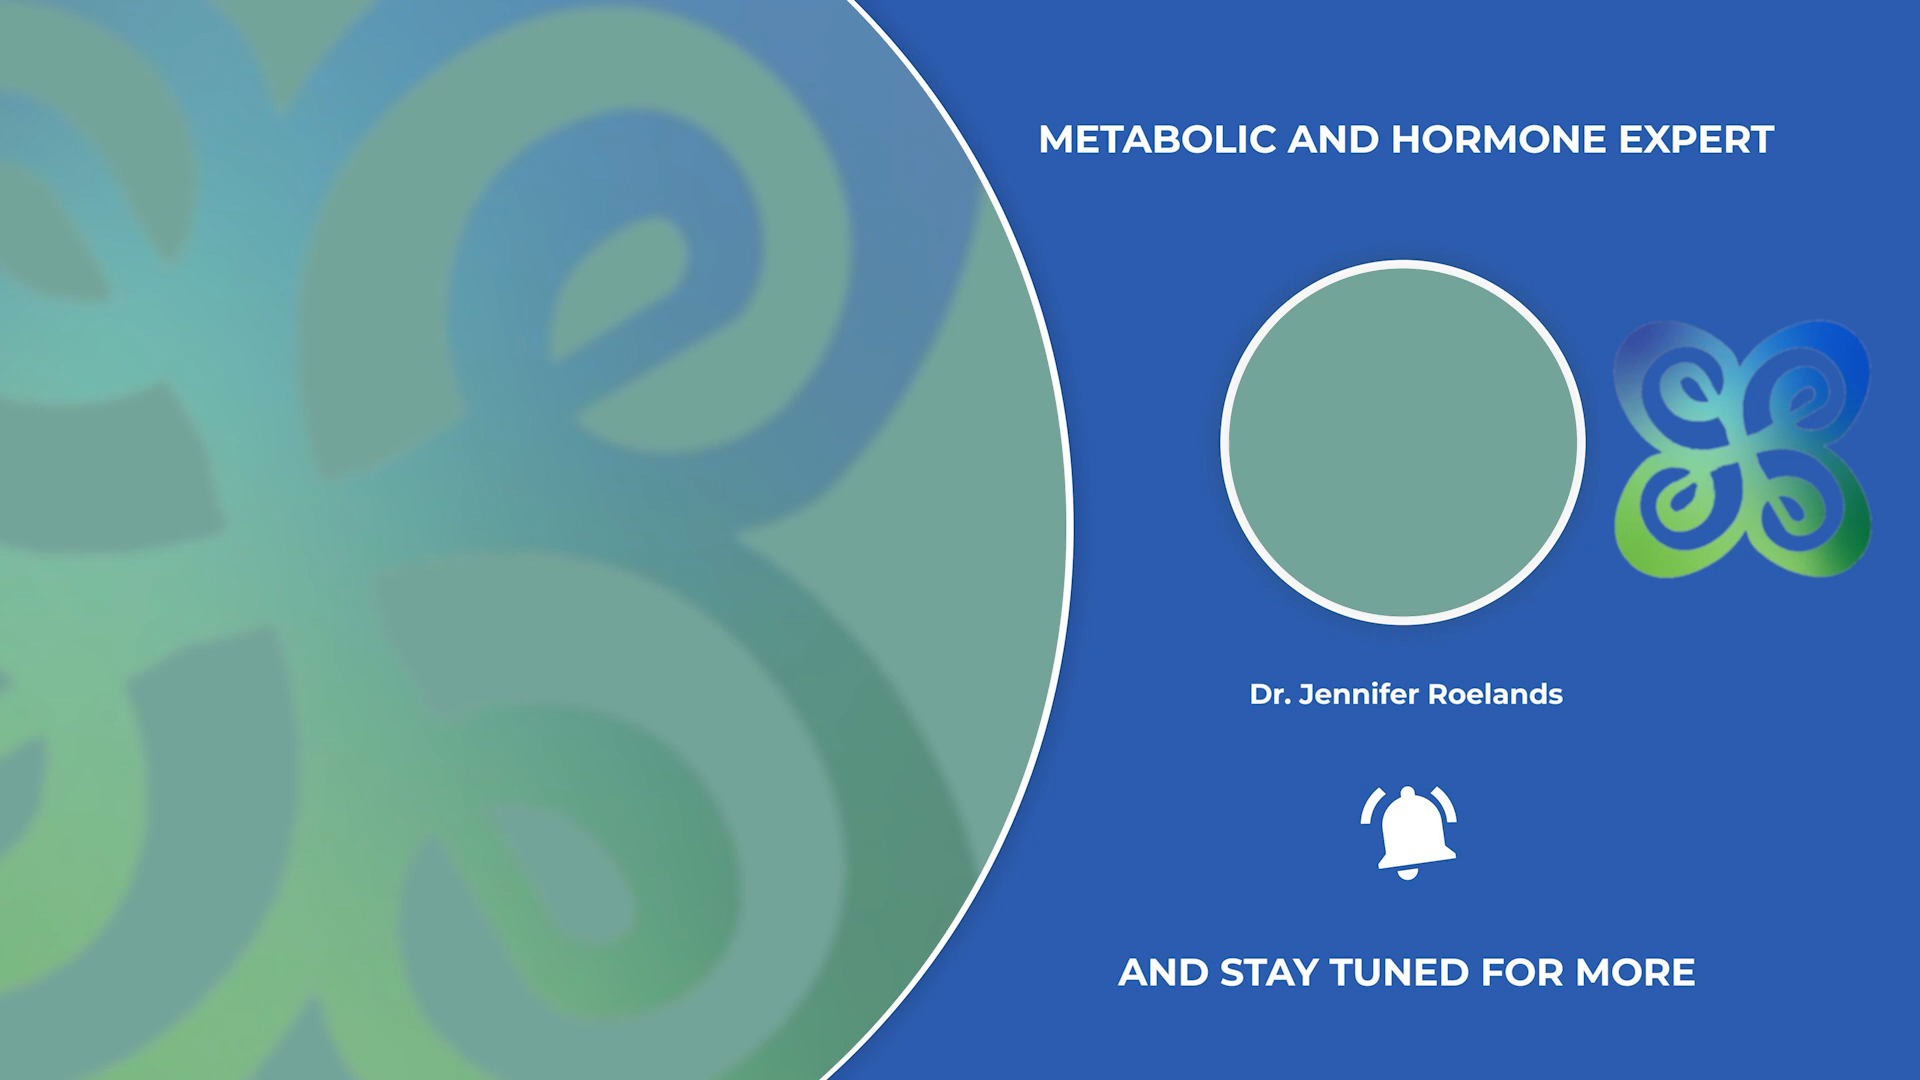 METABOLIC AND HORMONE EXPERT
Dr. Jennifer Roelands
AND STAY TUNED FOR MORE